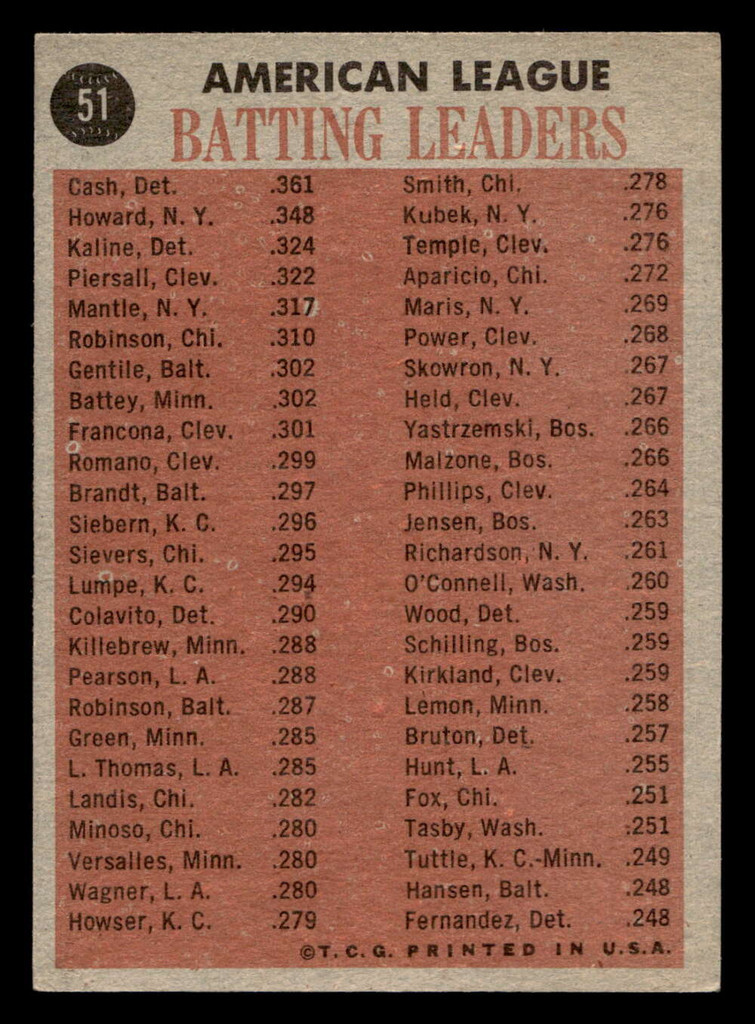 51
AMERICAN LEAGUE
BATTING LEADERS
Cash, Det. .361
Howard, N. Y. .348
Kaline, Det. .324
Piersall, Clev. .322
Mantle, N. Y. .317
Robinson, Chi. .310
Gentile, Balt. .302
Battey, Minn. .302
Francona, Clev. .301
Romano, Clev. .299
Brandt, Balt. .297
Siebern, K. C. .296
Sievers, Chi. .295
Lumpe, K. C. .294
Colavito, Det. .290
Killebrew, Minn. .288
Pearson, L. A. .288
Robinson, Balt. .287
Green, Minn. .285
L. Thomas, L. A. .285
Landis, Chi. .282
Minoso, Chi. .280
Versalles, Minn. .280
Wagner, L. A. .280
Howser, K. C. .279
Smith, Chi. .278
Kubek, N. Y. .276
Temple, Clev. .276
Aparicio, Chi. .272
Maris, N. Y. .269
Power, Clev. .268
Skowron, N. Y. .267
Held, Clev. .267
Yastrzemski, Bos. .266
Malzone, Bos. .266
Phillips, Clev. .264
Jensen, Bos. .263
Richardson, N. Y. .261
O'Connell, Wash. .260
Wood, Det. .259
Schilling, Bos. .259
Kirkland, Clev. .259
Lemon, Minn. .258
Bruton, Det. .257
Hunt, L. A. .255
Fox, Chi. .251
Tasby, Wash. .251
Tuttle, K. C.-Minn. .249
Hansen, Balt. .248
Fernandez, Det. .248
©T. C. G. PRINTED IN U.S.A.